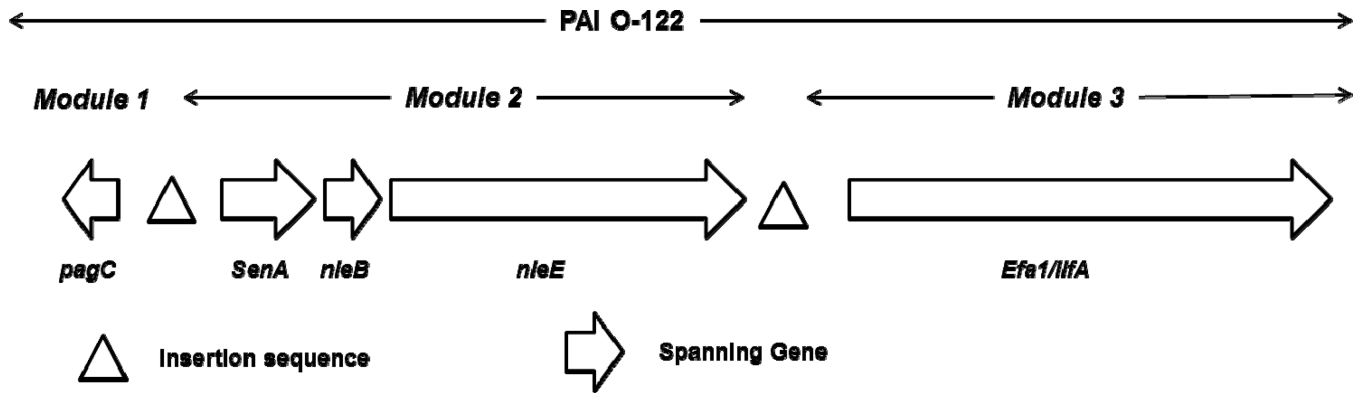 PAI O-122
Module 1 Module 2 Module 3
pagC SenA nleB nleE Efa1/lifA
Insertion sequence Spanning Gene